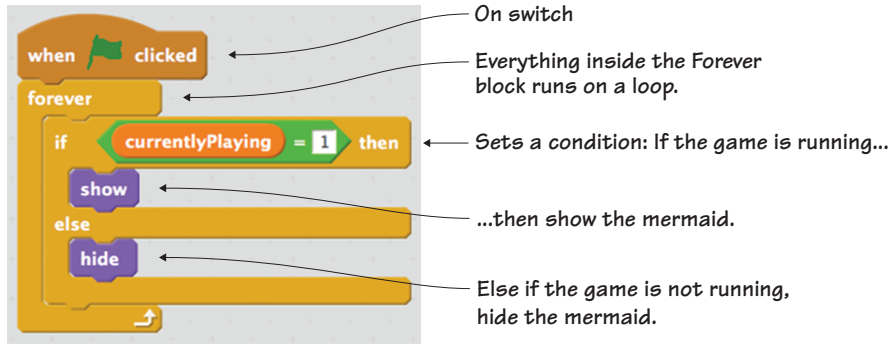 On switch
when clicked
Everything inside the Forever
block runs on a loop.
forever
if currentlyPlaying = 1 then
Sets a condition: If the game is running...
show
...then show the mermaid.
else
hide
Else if the game is not running,
hide the mermaid.